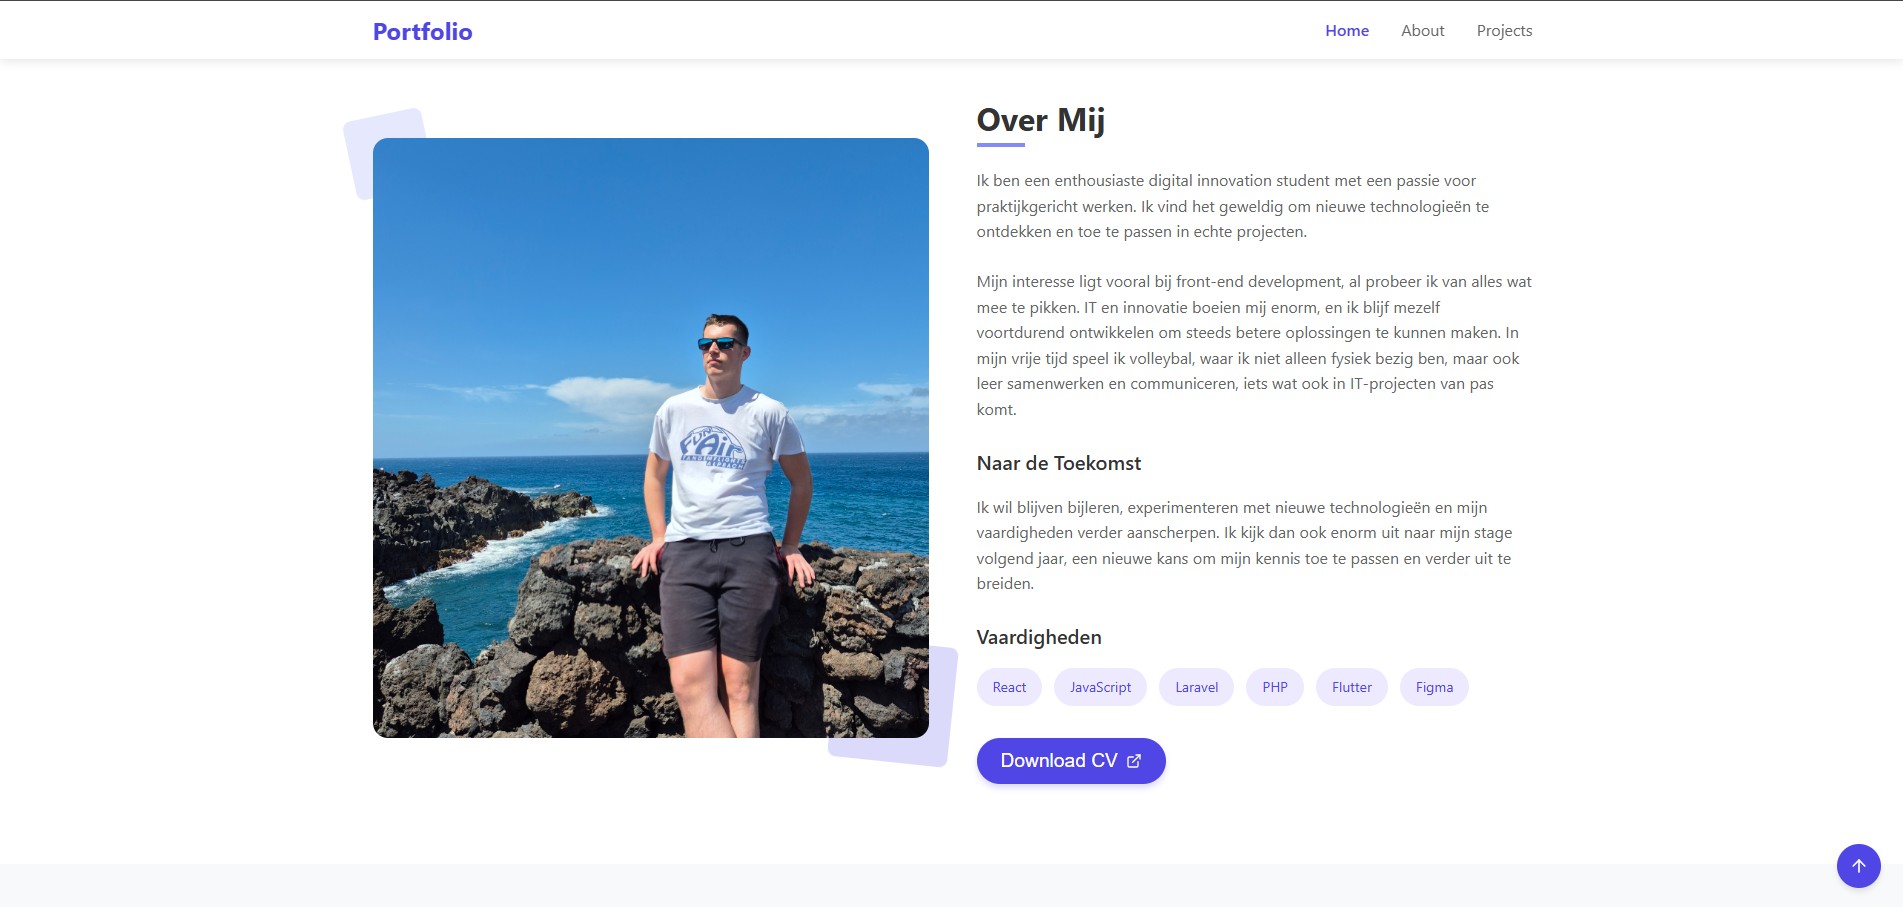 Portfolio
Home
About
Projects
Over Mij
Ik ben een enthousiaste digital innovation student met een passie voor
praktijkgericht werken. Ik vind het geweldig om nieuwe technologieën te
ontdekken en toe te passen in echte projecten.
Mijn interesse ligt vooral bij front-end development, al probeer ik van alles wat
mee te pikken. IT en innovatie boeien mij enorm, en ik blijf mezelf
voortdurend ontwikkelen om steeds betere oplossingen te kunnen maken. In
mijn vrije tijd speel ik volleybal, waar ik niet alleen fysiek bezig ben, maar ook
leer samenwerken en communiceren, iets wat ook in IT-projecten van pas
komt.
Naar de Toekomst
Ik wil blijven bijleren, experimenteren met nieuwe technologieën en mijn
vaardigheden verder aanscherpen. Ik kijk dan ook enorm uit naar mijn stage
volgend jaar, een nieuwe kans om mijn kennis toe te passen en verder uit te
breiden.
Vaardigheden
React
JavaScript
Laravel
PHP
Flutter
Figma
Download CV
FUN
Air
TANDEMFLIGHTS